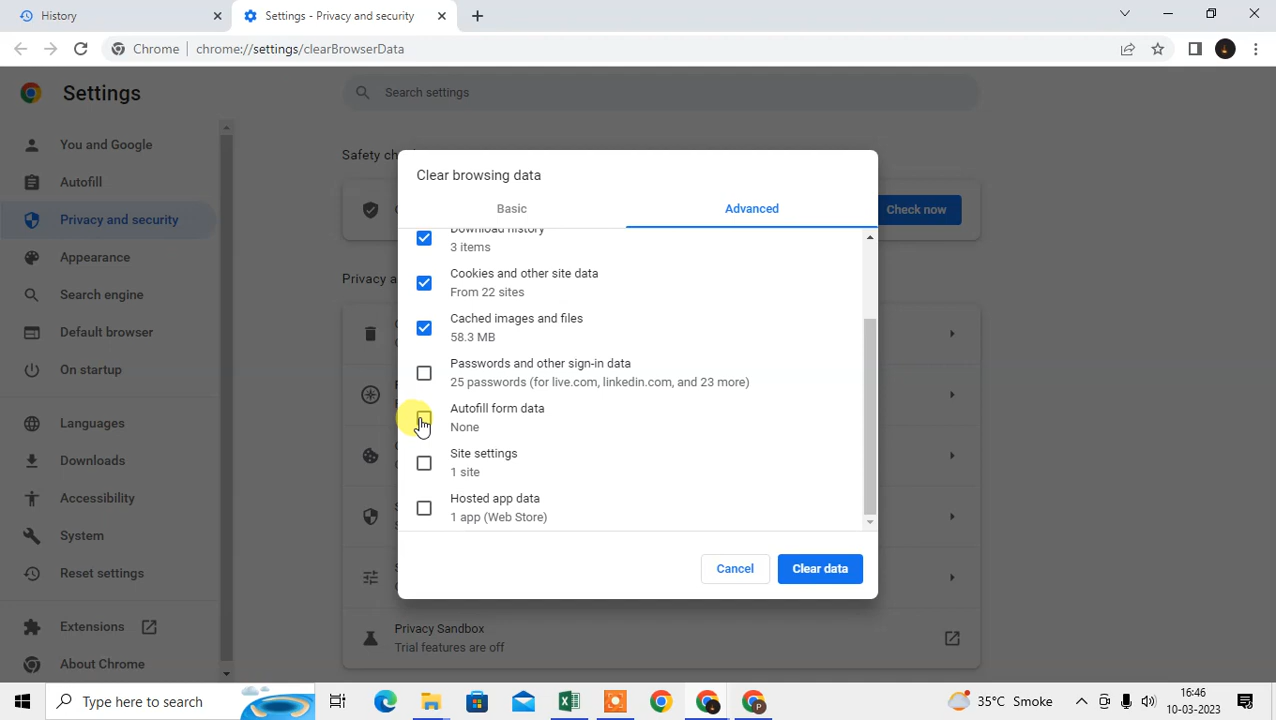 History
Settings - Privacy and security
Chrome
chrome://settings/clearBrowserData
Settings
Search settings
You and Google
Autofill
Privacy and security
Appearance
Search engine
Default browser
On startup
Languages
Downloads
Accessibility
System
Reset settings
Extensions
About Chrome
Safety ch
Check now
Privacy a
Clear browsing data
Basic
Advanced
Download history
3 items
Cookies and other site data
From 22 sites
Cached images and files
58.3 MB
Passwords and other sign-in data
25 passwords (for live.com, linkedin.com, and 23 more)
Autofill form data
None
Site settings
1 site
Hosted app data
1 app (Web Store)
Cancel
Clear data
Privacy Sandbox
Trial features are off
Type here to search
35°C Smoke
16:46
10-03-2023